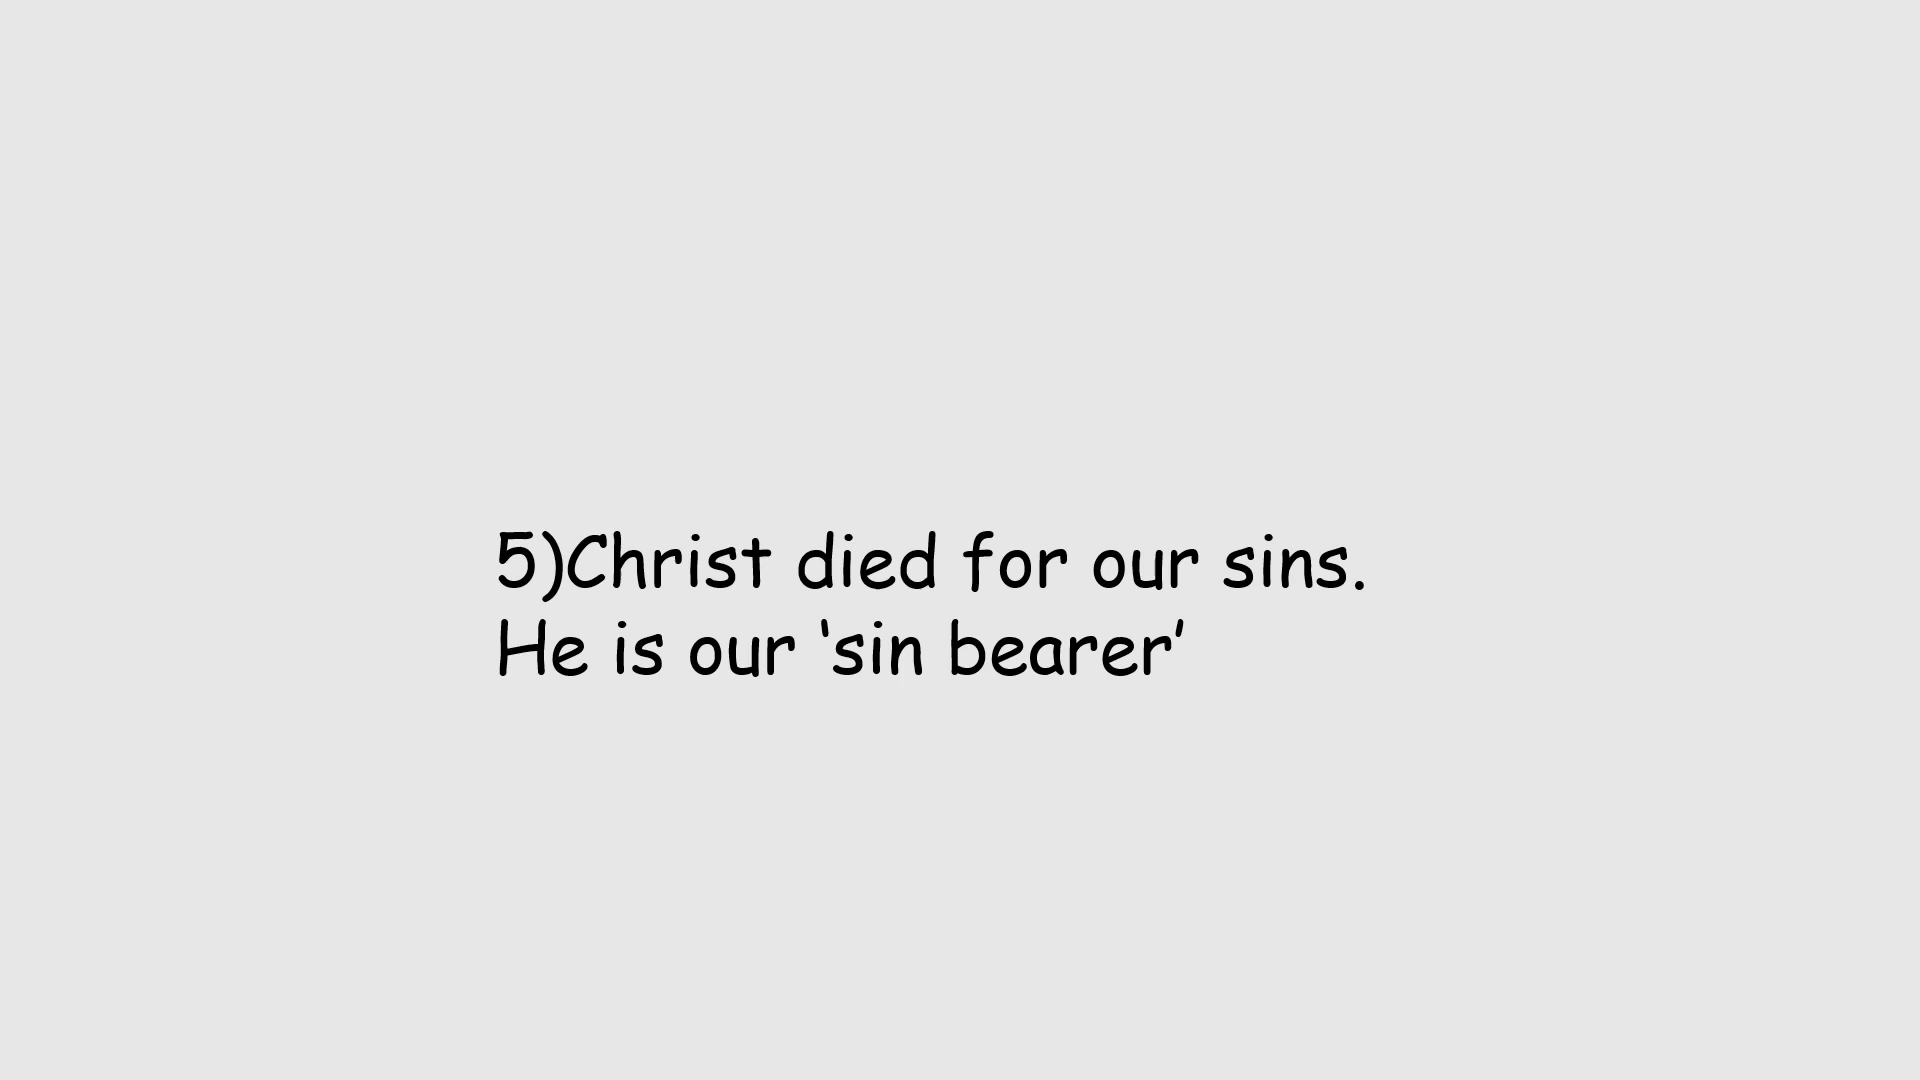 5)Christ died for our sins.
He is our ‘sin bearer’